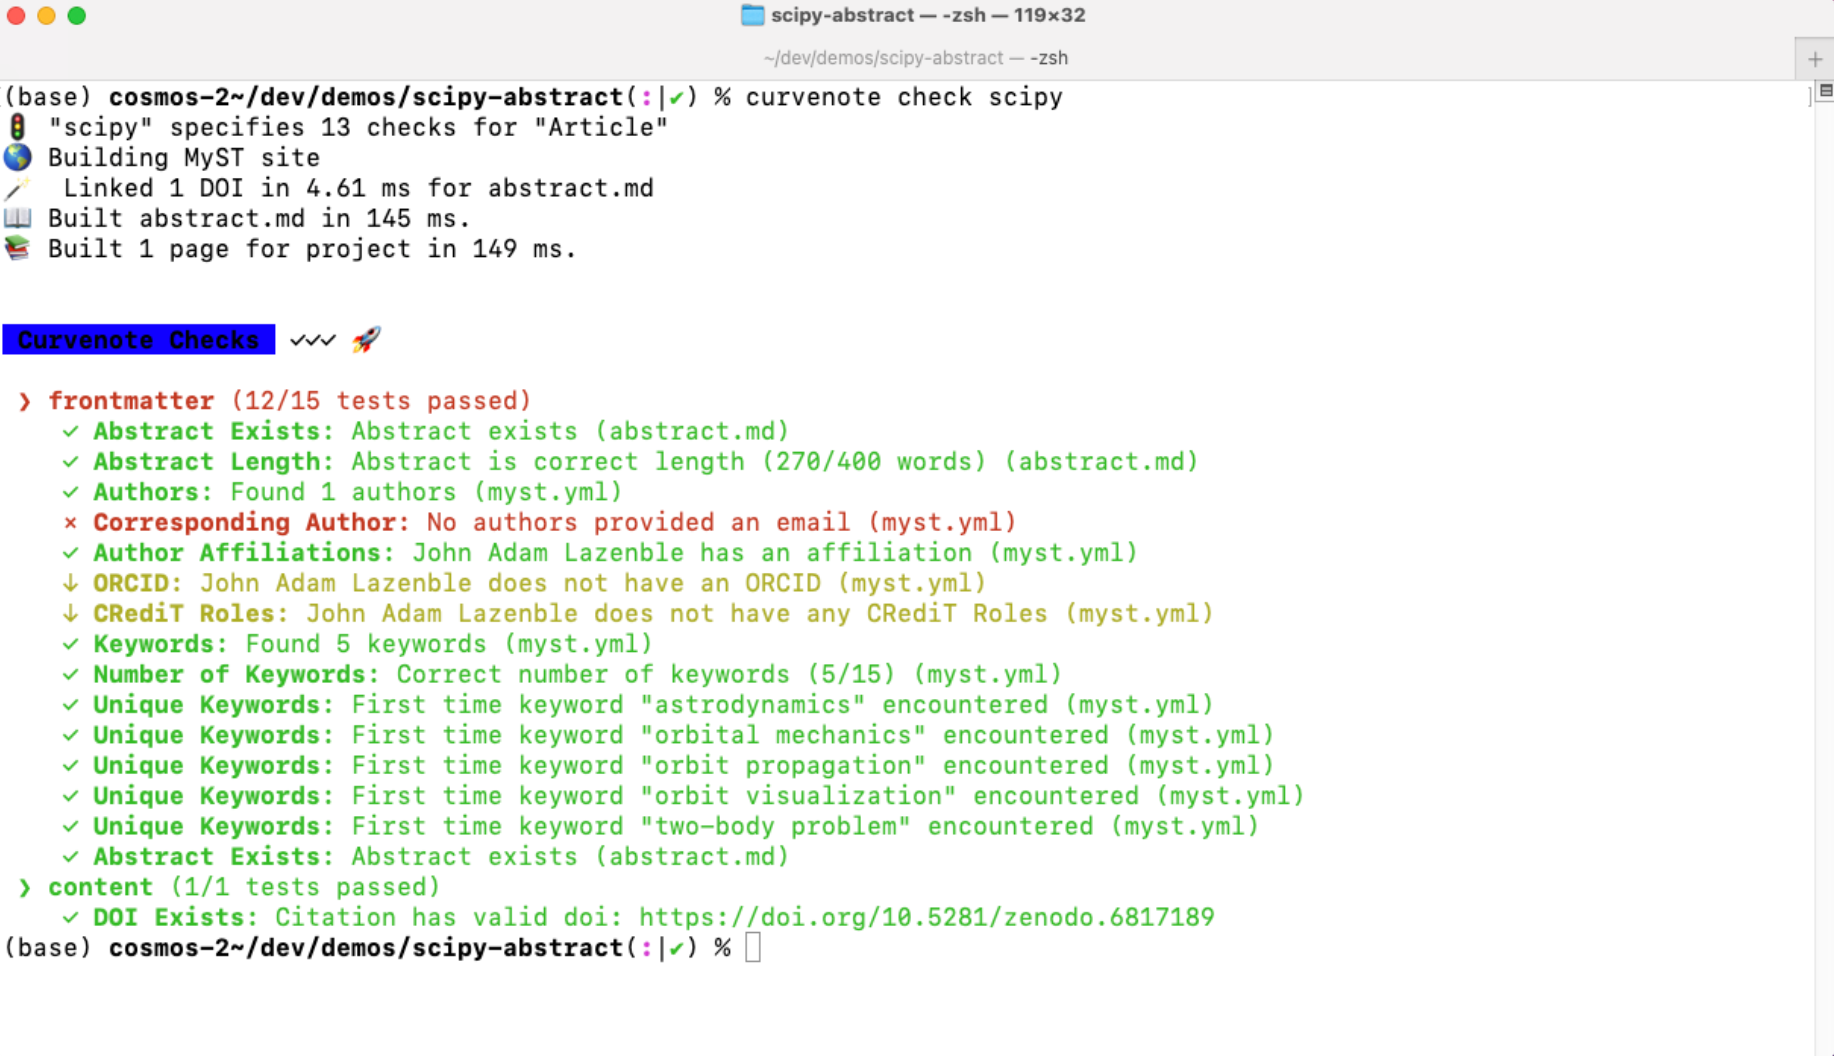 scipy-abstract — -zsh — 119×32
~/dev/demos/scipy-abstract — -zsh
(base) cosmos-2~/dev/demos/scipy-abstract(:|✔) % curvenote check scipy
🚦 "scipy" specifies 13 checks for "Article"
🌎 Building MyST site
🪄 Linked 1 DOI in 4.61 ms for abstract.md
📖 Built abstract.md in 145 ms.
📚 Built 1 page for project in 149 ms.
Curvenote Checks ✓✓✓ 🚀
❯ frontmatter (12/15 tests passed)
✓ Abstract Exists: Abstract exists (abstract.md)
✓ Abstract Length: Abstract is correct length (270/400 words) (abstract.md)
✓ Authors: Found 1 authors (myst.yml)
× Corresponding Author: No authors provided an email (myst.yml)
✓ Author Affiliations: John Adam Lazenble has an affiliation (myst.yml)
↓ ORCID: John Adam Lazenble does not have an ORCID (myst.yml)
↓ CRediT Roles: John Adam Lazenble does not have any CRediT Roles (myst.yml)
✓ Keywords: Found 5 keywords (myst.yml)
✓ Number of Keywords: Correct number of keywords (5/15) (myst.yml)
✓ Unique Keywords: First time keyword "astrodynamics" encountered (myst.yml)
✓ Unique Keywords: First time keyword "orbital mechanics" encountered (myst.yml)
✓ Unique Keywords: First time keyword "orbit propagation" encountered (myst.yml)
✓ Unique Keywords: First time keyword "orbit visualization" encountered (myst.yml)
✓ Unique Keywords: First time keyword "two-body problem" encountered (myst.yml)
✓ Abstract Exists: Abstract exists (abstract.md)
❯ content (1/1 tests passed)
✓ DOI Exists: Citation has valid doi: https://doi.org/10.5281/zenodo.6817189
(base) cosmos-2~/dev/demos/scipy-abstract(:|✔) %